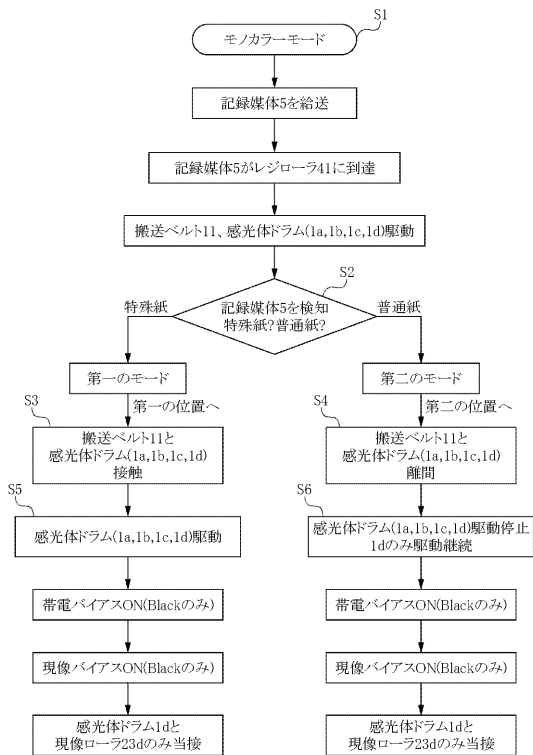 S1
モノカラーモード
記録媒体5を給送
記録媒体5がレジローラ41に到達
搬送ベルト11、感光体ドラム(1a,1b,1c,1d)駆動
S2
特殊紙
記録媒体5を検知
特殊紙?普通紙?
普通紙
第一のモード
第二のモード
S3
第一の位置へ
S4
第二の位置へ
搬送ベルト11と
感光体ドラム(1a,1b,1c,1d)
接触
搬送ベルト11と
感光体ドラム(1a,1b,1c,1d)
離間
S5
S6
感光体ドラム(1a,1b,1c,1d)駆動
感光体ドラム(1a,1b,1c,1d)駆動停止
1dのみ駆動継続
帯電バイアスON(Blackのみ)
帯電バイアスON(Blackのみ)
現像バイアスON(Blackのみ)
現像バイアスON(Blackのみ)
感光体ドラム1dと
現像ローラ23dのみ当接
感光体ドラム1dと
現像ローラ23dのみ当接